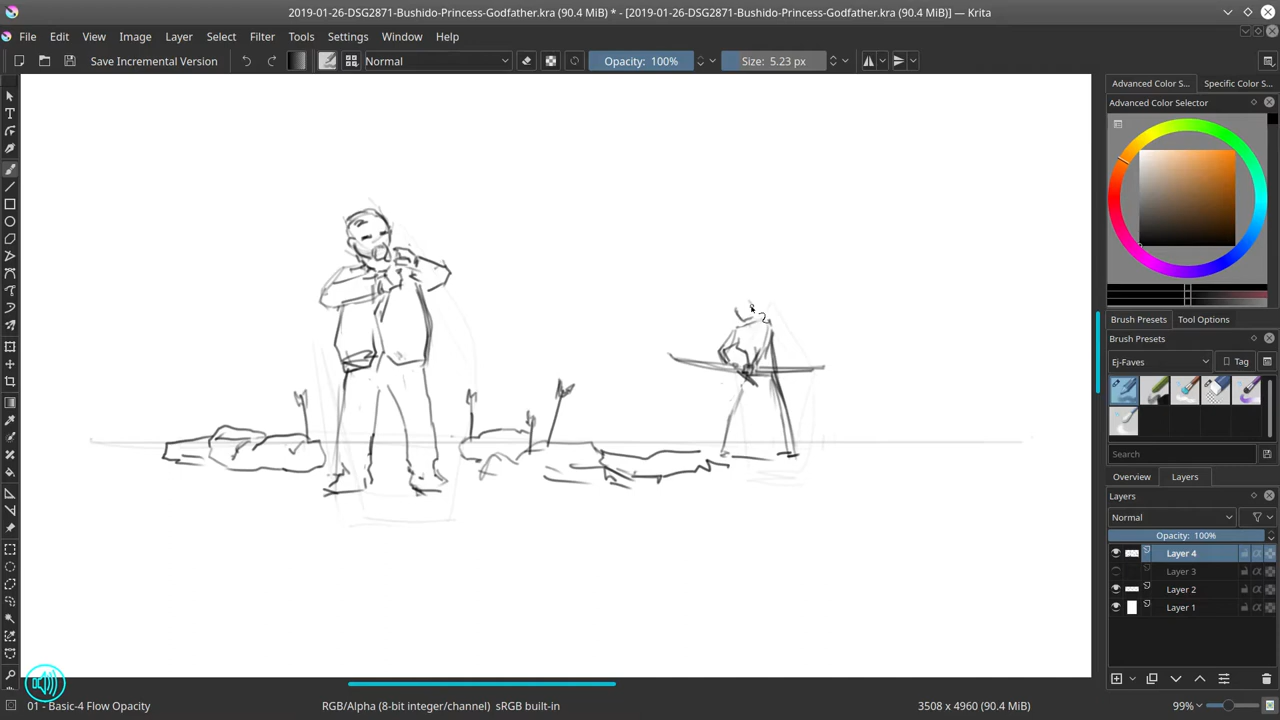 2019-01-26-DSG2871-Bushido-Princess-Godfather.kra (90.4 MiB) * - [2019-01-26-DSG2871-Bushido-Princess-Godfather.kra (90.4 MiB)] — Krita
File Edit View Image Layer Select Filter Tools Settings Window Help
Save Incremental Version Normal Opacity: 100% Size: 5.23 px
Advanced Color S... Specific Color S...
Advanced Color Selector
Brush Presets Tool Options
Brush Presets
Ej-Faves Tag
Search
Overview Layers
Layers
Normal
Opacity: 100%
Layer 4
Layer 3
Layer 2
Layer 1
01 - Basic-4 Flow Opacity RGB/Alpha (8-bit integer/channel) sRGB built-in 3508 x 4960 (90.4 MiB) 99%